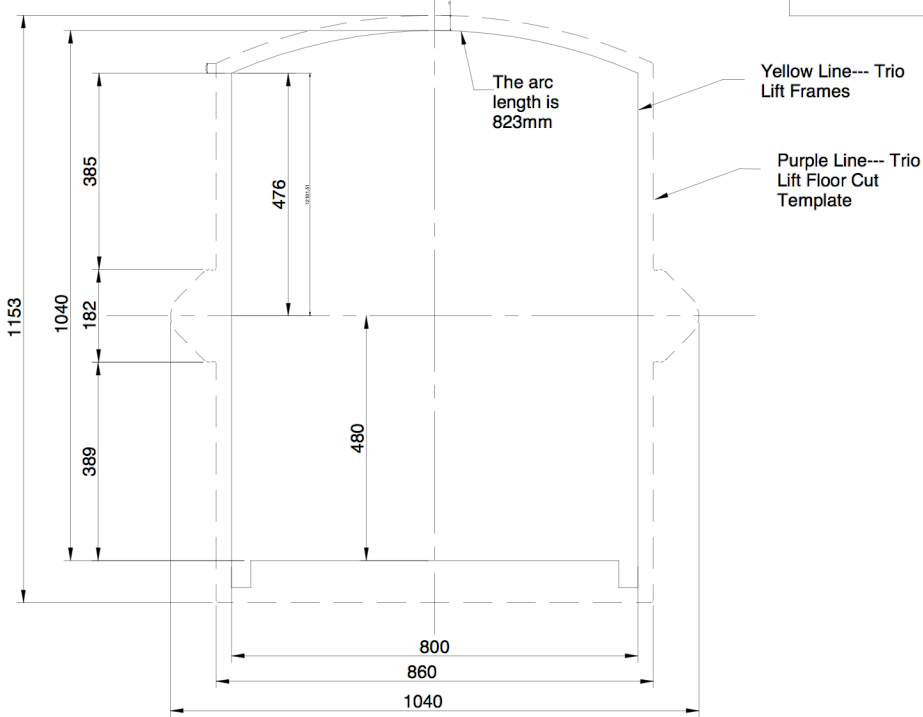 The arc
length is
823mm
Yellow Line--- Trio
Lift Frames
Purple Line--- Trio
Lift Floor Cut
Template
385
476
1153
1040
182
480
389
800
860
1040